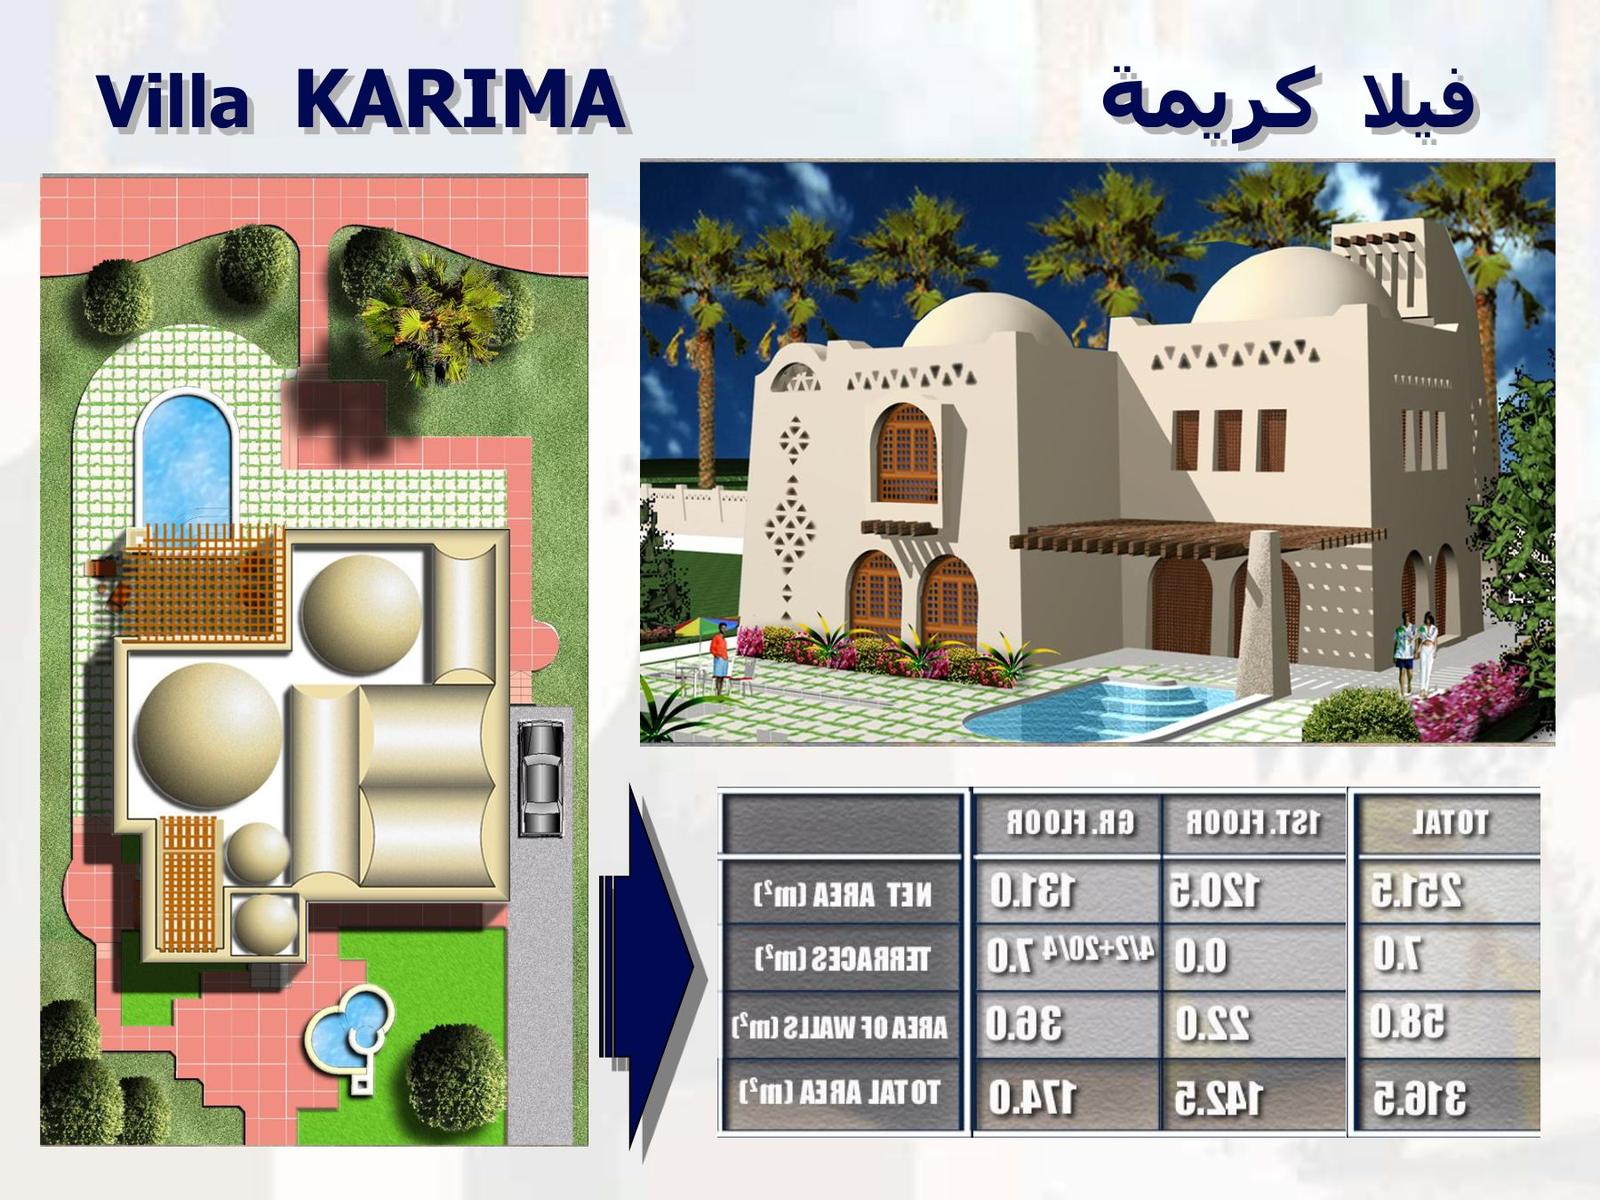 Villa KARIMA
فيلا كريمة
GR. FLOOR 1ST. FLOOR TOTAL
NET AREA (m²) 131.0 120.5 251.5
TERRACES (m²) 7.0 4/2+20/4 0.0 7.0
AREA OF WALLS (m²) 36.0 22.0 58.0
TOTAL AREA (m²) 174.0 142.5 316.5